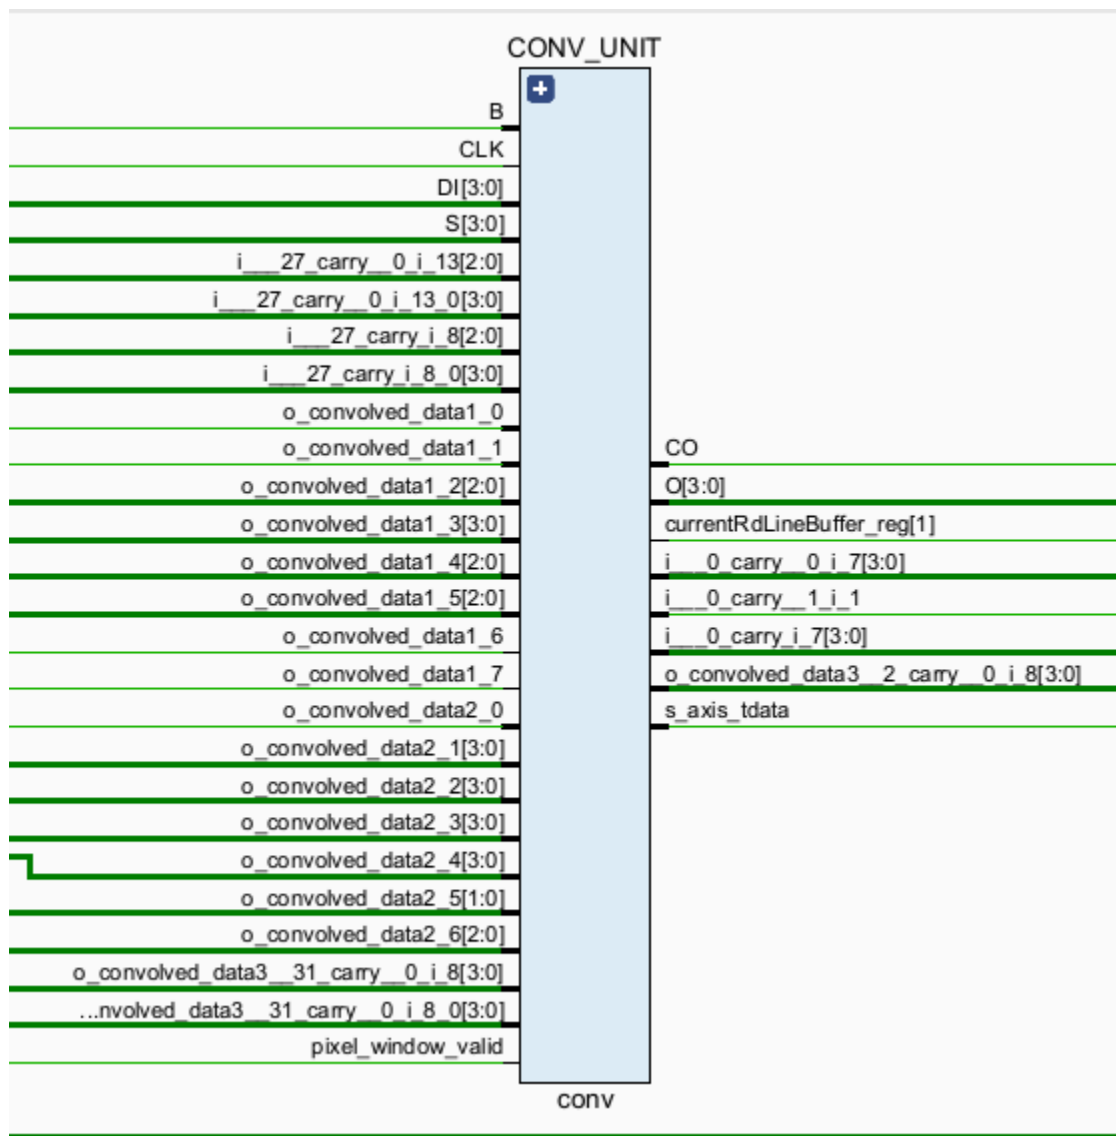 CONV_UNIT
B
CLK
DI[3:0]
S[3:0]
i___27_carry__0_i_13[2:0]
i___27_carry__0_i_13_0[3:0]
i___27_carry_i_8[2:0]
i___27_carry_i_8_0[3:0]
o_convolved_data1_0
o_convolved_data1_1
o_convolved_data1_2[2:0]
o_convolved_data1_3[3:0]
o_convolved_data1_4[2:0]
o_convolved_data1_5[2:0]
o_convolved_data1_6
o_convolved_data1_7
o_convolved_data2_0
o_convolved_data2_1[3:0]
o_convolved_data2_2[3:0]
o_convolved_data2_3[3:0]
o_convolved_data2_4[3:0]
o_convolved_data2_5[1:0]
o_convolved_data2_6[2:0]
o_convolved_data3__31_carry__0_i_8[3:0]
...nvolved_data3__31_carry__0_i_8_0[3:0]
pixel_window_valid
CO
O[3:0]
currentRdLineBuffer_reg[1]
i___0_carry__0_i_7[3:0]
i___0_carry__1_i_1
i___0_carry_i_7[3:0]
o_convolved_data3__2_carry__0_i_8[3:0]
s_axis_tdata
conv